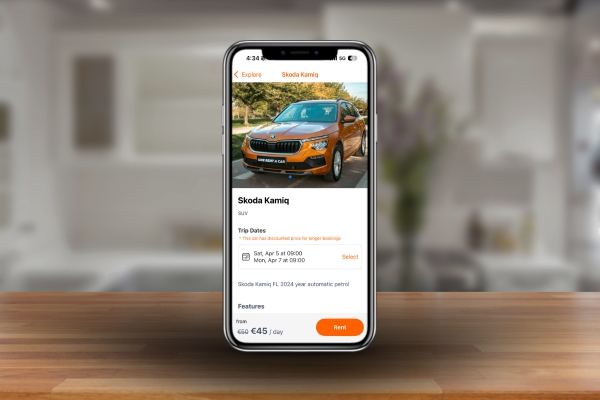 4:34
5G
Explore
Skoda Kamiq
LIVE RENT A CAR
Skoda Kamiq
SUV
Trip Dates
* This car has discounted price for longer bookings
Sat, Apr 5 at 09:00
Mon, Apr 7 at 09:00
Select
Skoda Kamiq FL 2024 year automatic petrol
Features
from
€50 €45 / day
Rent